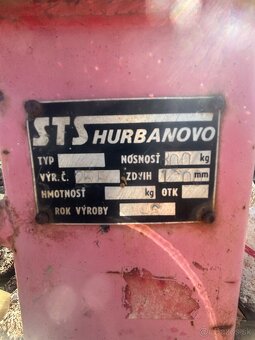 STS HURBANOVO
TYP NOSNOSŤ kg
VÝR. Č. ZDVIH mm
HMOTNOSŤ kg OTK
ROK VÝROBY